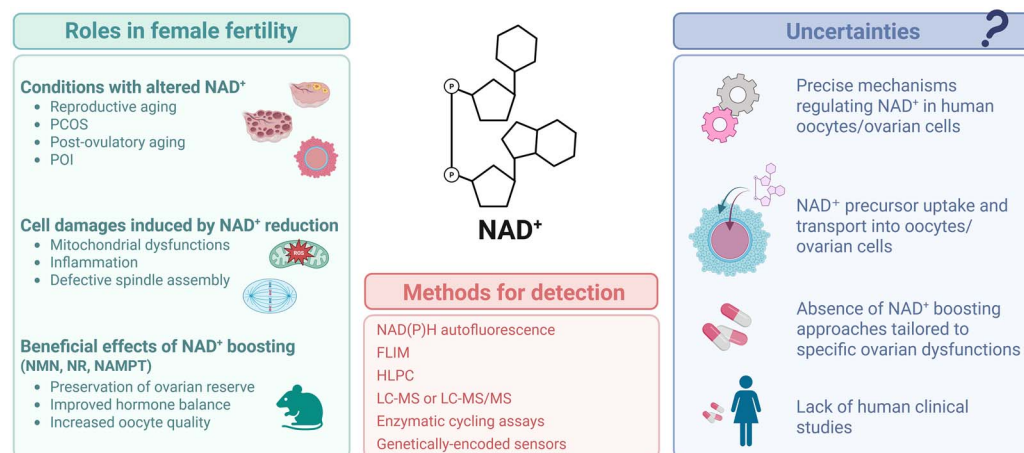 Roles in female fertility
Conditions with altered NAD⁺
• Reproductive aging
• PCOS
• Post-ovulatory aging
• POI
Cell damages induced by NAD⁺ reduction
• Mitochondrial dysfunctions
• Inflammation
• Defective spindle assembly
ROS
Beneficial effects of NAD⁺ boosting
(NMN, NR, NAMPT)
• Preservation of ovarian reserve
• Improved hormone balance
• Increased oocyte quality
P
P
NAD⁺
Methods for detection
NAD(P)H autofluorescence
FLIM
HLPC
LC-MS or LC-MS/MS
Enzymatic cycling assays
Genetically-encoded sensors
Uncertainties
?
Precise mechanisms
regulating NAD⁺ in human
oocytes/ovarian cells
NAD⁺ precursor uptake and
transport into oocytes/
ovarian cells
Absence of NAD⁺ boosting
approaches tailored to
specific ovarian dysfunctions
Lack of human clinical
studies